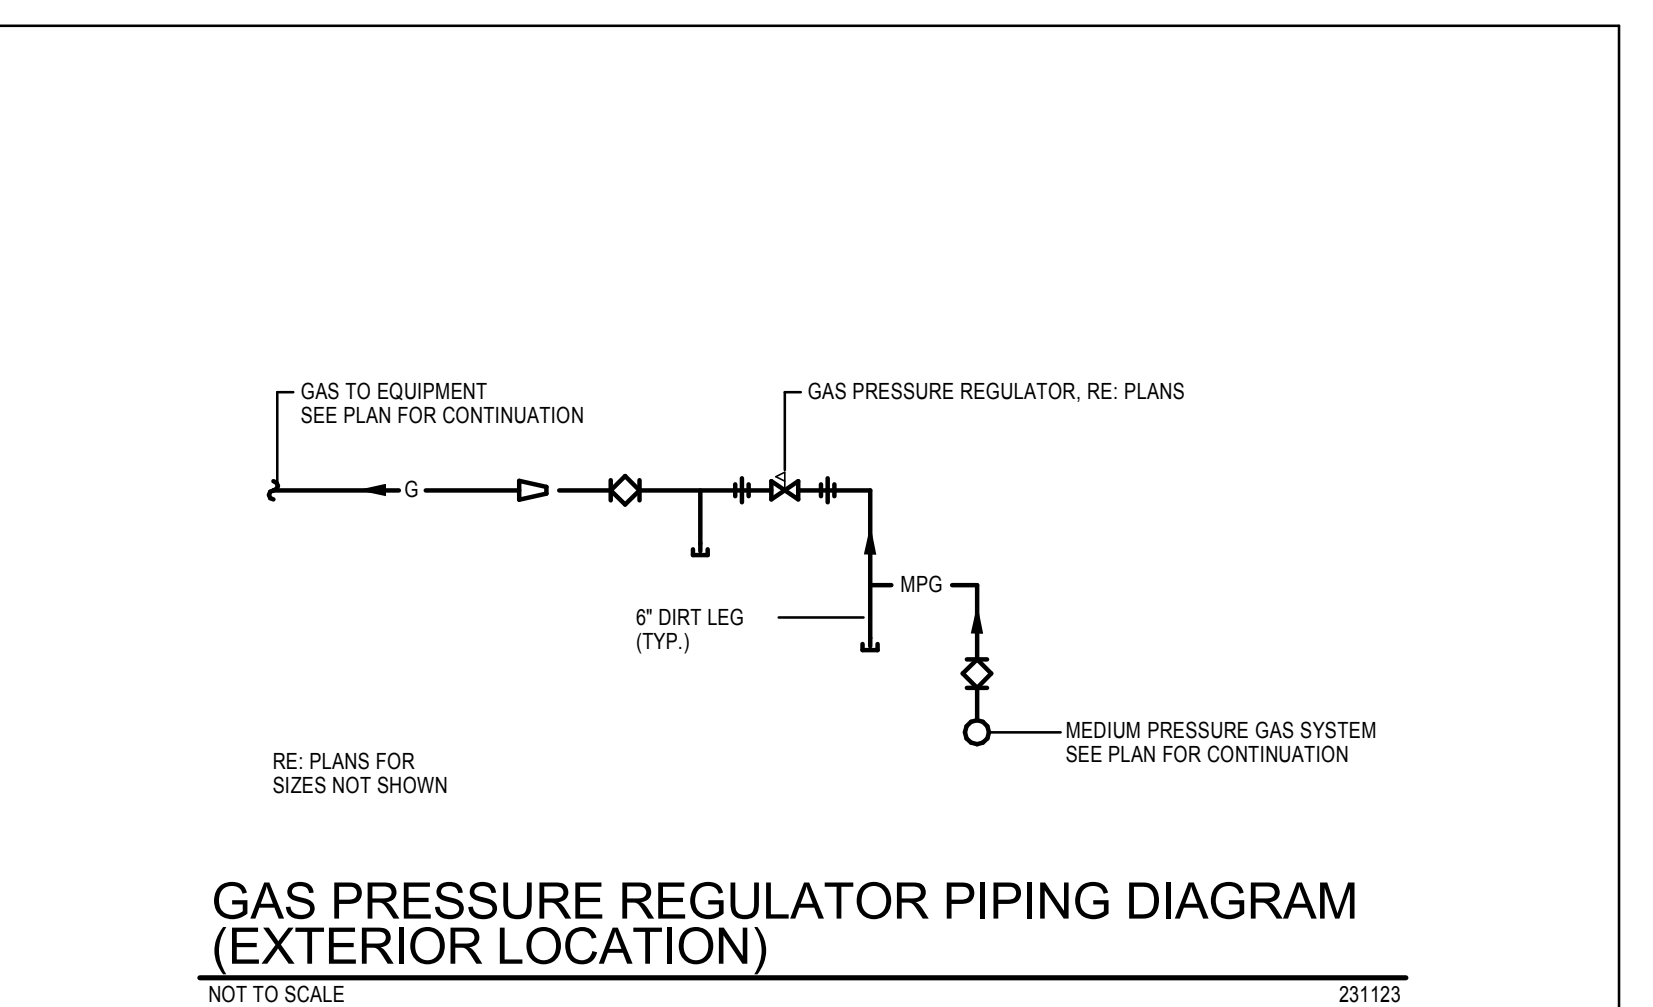 GAS TO EQUIPMENT
SEE PLAN FOR CONTINUATION
GAS PRESSURE REGULATOR, RE: PLANS
G
MPG
6" DIRT LEG
(TYP.)
MEDIUM PRESSURE GAS SYSTEM
SEE PLAN FOR CONTINUATION
RE: PLANS FOR
SIZES NOT SHOWN
GAS PRESSURE REGULATOR PIPING DIAGRAM
(EXTERIOR LOCATION)
NOT TO SCALE
231123